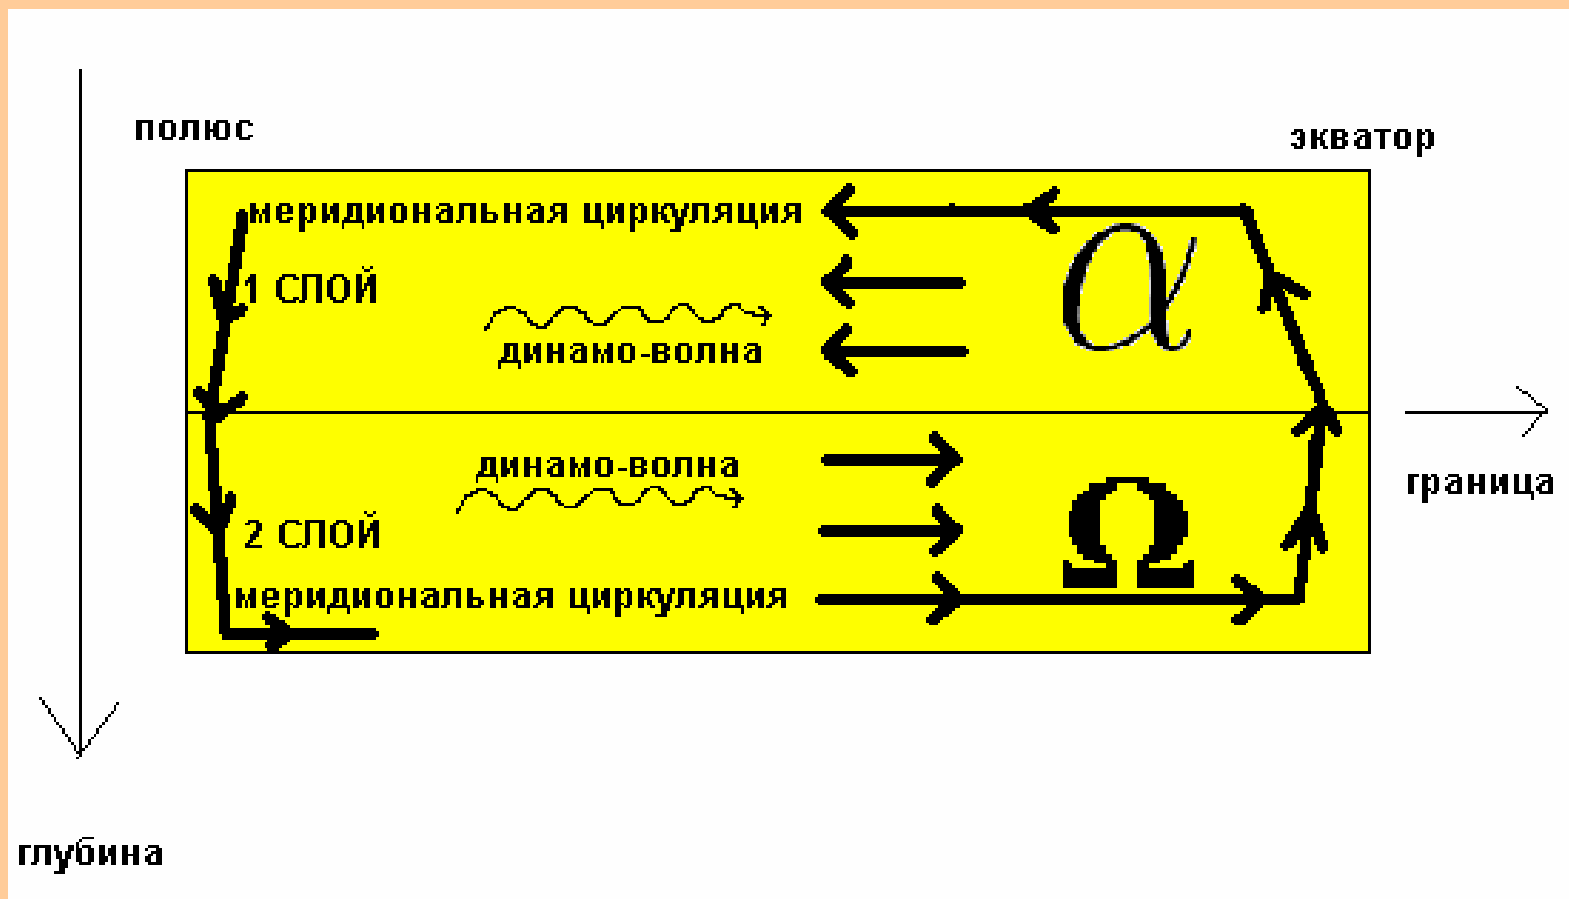 полюс
экватор
меридиональная циркуляция
α
1 СЛОЙ
динамо-волна
граница
динамо-волна
Ω
2 СЛОЙ
меридиональная циркуляция
глубина